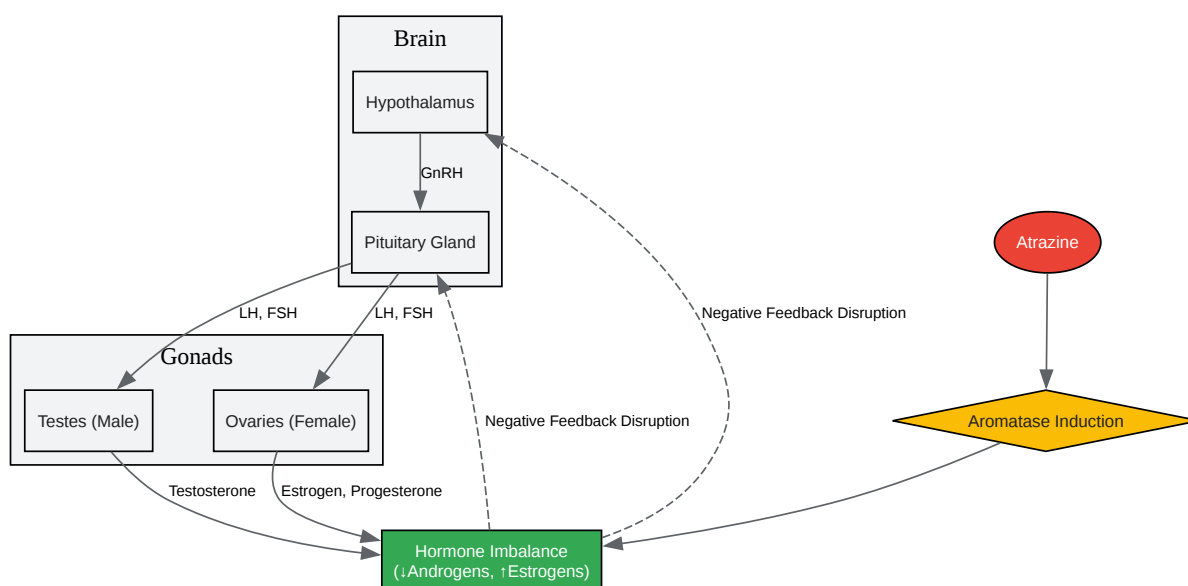 Brain
Hypothalamus
GnRH
Pituitary Gland
Atrazine
LH, FSH
LH, FSH
Negative Feedback Disruption
Gonads
Testes (Male)
Ovaries (Female)
Negative Feedback Disruption
Aromatase Induction
Testosterone
Estrogen, Progesterone
Hormone Imbalance
(↓Androgens, ↑Estrogens)